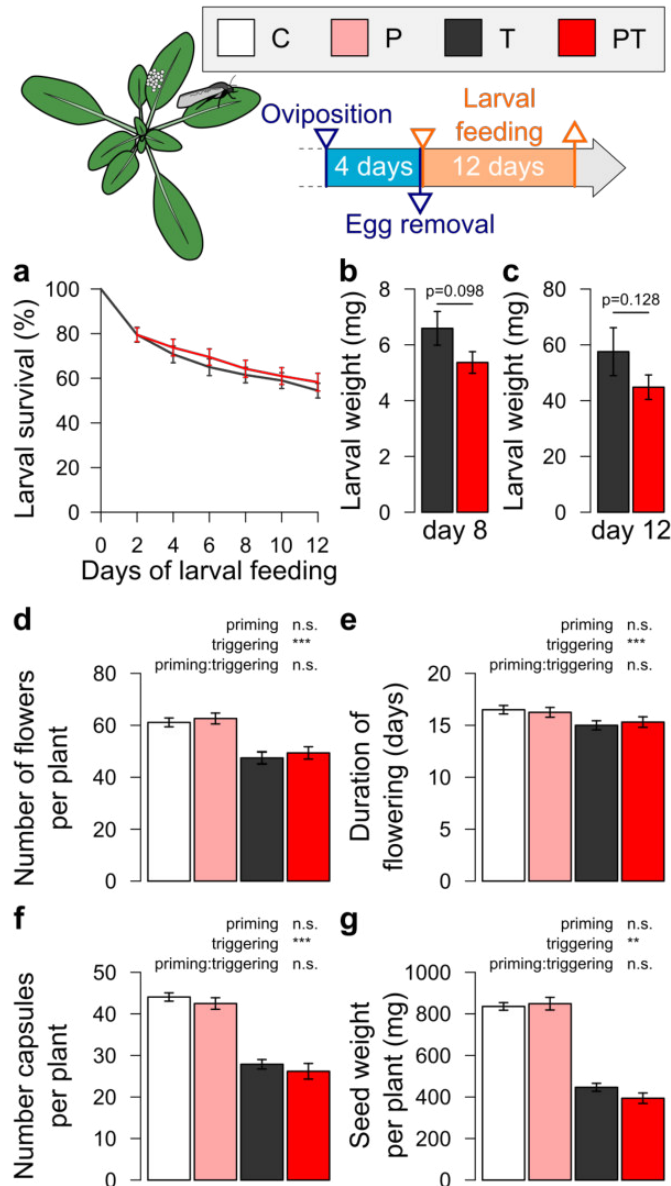 C P T PT
Oviposition
Larval
feeding
4 days 12 days
Egg removal
a
Larval survival (%)
100
80
60
40
20
0
0 2 4 6 8 10 12
Days of larval feeding
b
Larval weight (mg)
8
6
4
2
0
p=0.098
day 8
c
Larval weight (mg)
80
60
40
20
0
p=0.128
day 12
d
priming n.s.
triggering ***
priming:triggering n.s.
Number of flowers
per plant
80
60
40
20
0
e
priming n.s.
triggering ***
priming:triggering n.s.
Duration of
flowering (days)
20
15
10
5
0
f
priming n.s.
triggering ***
priming:triggering n.s.
Number capsules
per plant
50
40
30
20
10
0
g
priming n.s.
triggering **
priming:triggering n.s.
Seed weight
per plant (mg)
1000
800
600
400
200
0